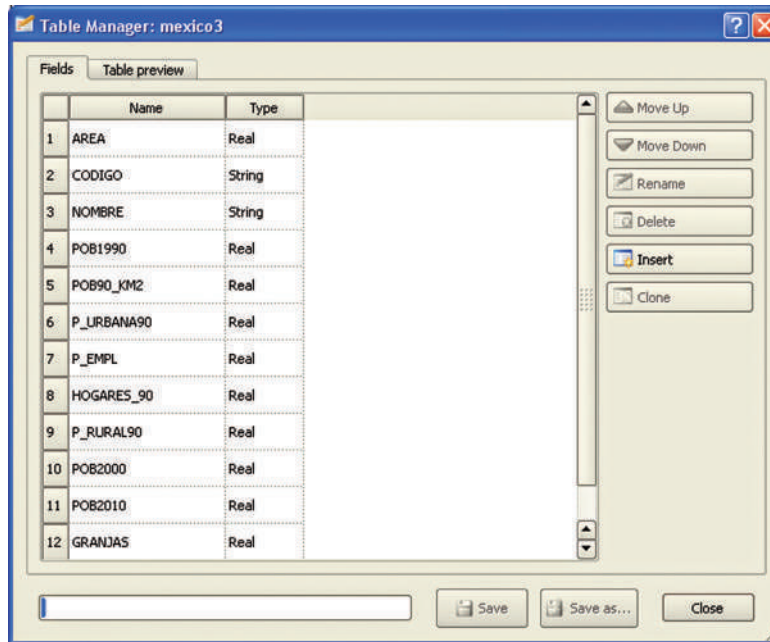 Table Manager: mexico3
Fields Table preview
Name Type
1 AREA Real
2 CODIGO String
3 NOMBRE String
4 POB1990 Real
5 POB90_KM2 Real
6 P_URBANA90 Real
7 P_EMPL Real
8 HOGARES_90 Real
9 P_RURAL90 Real
10 POB2000 Real
11 POB2010 Real
12 GRANJAS Real
Move Up
Move Down
Rename
Delete
Insert
Clone
Save Save as... Close